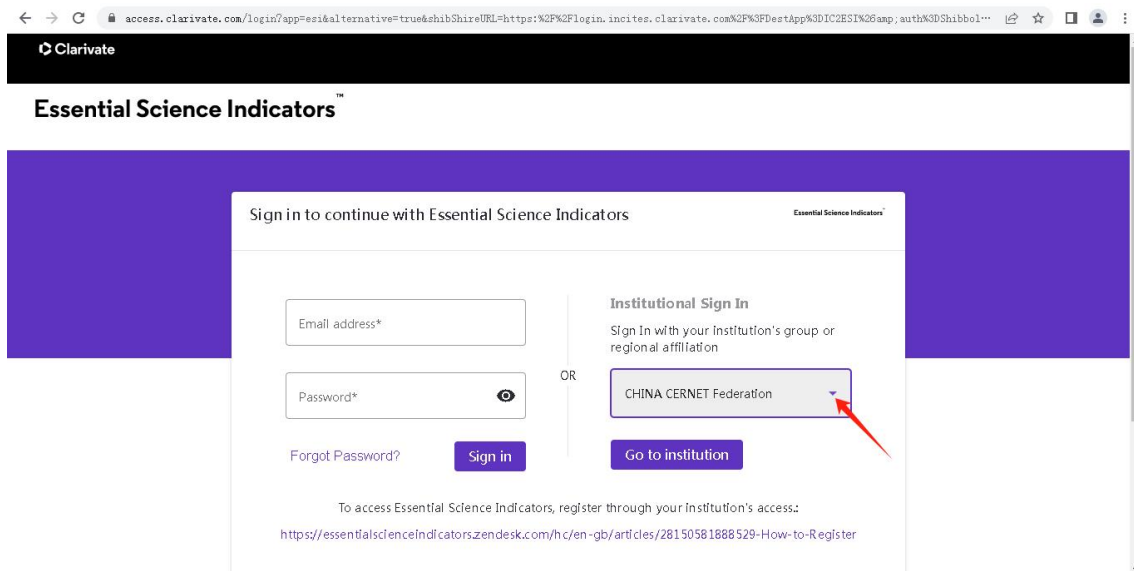 access.clarivate.com/login?app=esi&alternative=true&shibShireURL=https:%2F%2Flogin.incites.clarivate.com%2F%3FDestApp%3DIC2ESI%26amp;auth%3DShibbol…
Clarivate
Essential Science Indicators™
Sign in to continue with Essential Science Indicators
Essential Science Indicators™
Email address*
Password*
Forgot Password?
Sign in
OR
Institutional Sign In
Sign In with your institution's group or
regional affiliation
CHINA CERNET Federation
Go to institution
To access Essential Science Indicators, register through your institution's access.:
https://essentialscienceindicators.zendesk.com/hc/en-gb/articles/28150581888529-How-to-Register